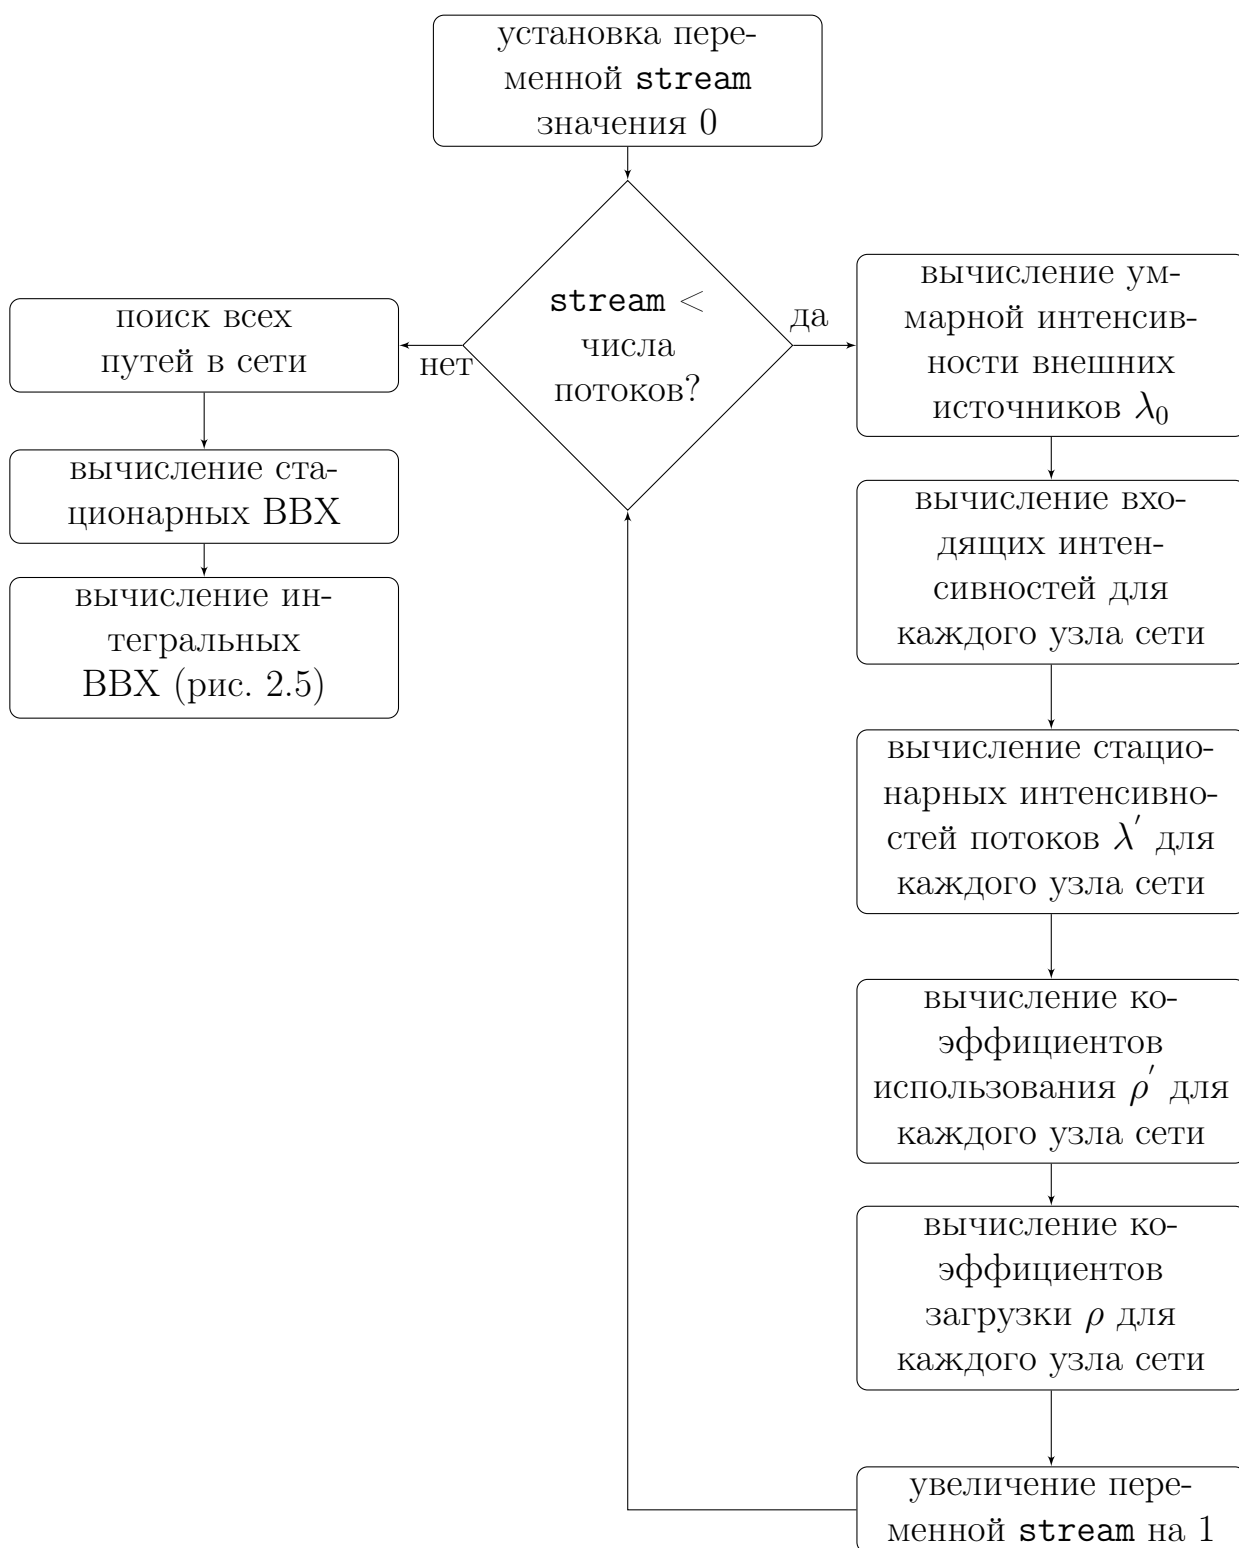 установка пере-
менной stream
значения 0
stream <
числа
потоков?
да
нет
поиск всех
путей в сети
вычисление ста-
ционарных ВВХ
вычисление ин-
тегральных
ВВХ (рис. 2.5)
вычисление ум-
марной интенсив-
ности внешних
источников λ₀
вычисление вхо-
дящих интен-
сивностей для
каждого узла сети
вычисление стацио-
нарных интенсивно-
стей потоков λ′ для
каждого узла сети
вычисление ко-
эффициентов
использования ρ′ для
каждого узла сети
вычисление ко-
эффициентов
загрузки ρ для
каждого узла сети
увеличение пере-
менной stream на 1